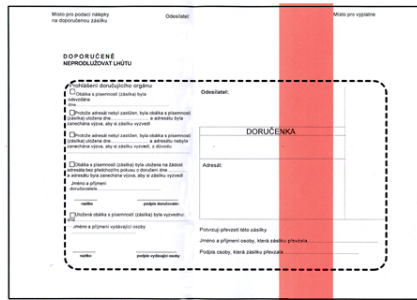 Místo pro podací nálepky
na doporučenou zásilku
Odesílatel:
Místo pro výplatné
DOPORUČENĚ
NEPRODLUŽOVAT LHŮTU
Prohlášení doručujícího orgánu
Obálka s písemností (zásilka) byla
odevzdána
dne
Protože adresát nebyl zastižen, byla obálka s písemností
(zásilka) uložena dne a adresátu byla
zanechána výzva, aby si zásilku vyzvedl
Protože adresát nebyl zastižen, byla obálka s písemností
(zásilka) uložena dne a adresátu nebyla
zanechána výzva, aby si zásilku vyzvedl, z důvodu
Obálka s písemností (zásilka) byla uložena na žádost
adresáta bez předchozího pokusu o doručení dne
a adresátu byla zanechána výzva, aby si zásilku vyzvedl
Jméno a příjmení
doručovatele
razítko podpis doručovatele
Uložená obálka s písemností (zásilka) byla vyzvednuta
Jméno a příjmení vydávající osoby
razítko podpis vydávající osoby
Odesílatel:
DORUČENKA
Adresát:
Potvrzuji převzetí této zásilky
Jméno a příjmení osoby, která zásilku převzala
Podpis osoby, která zásilku převzala